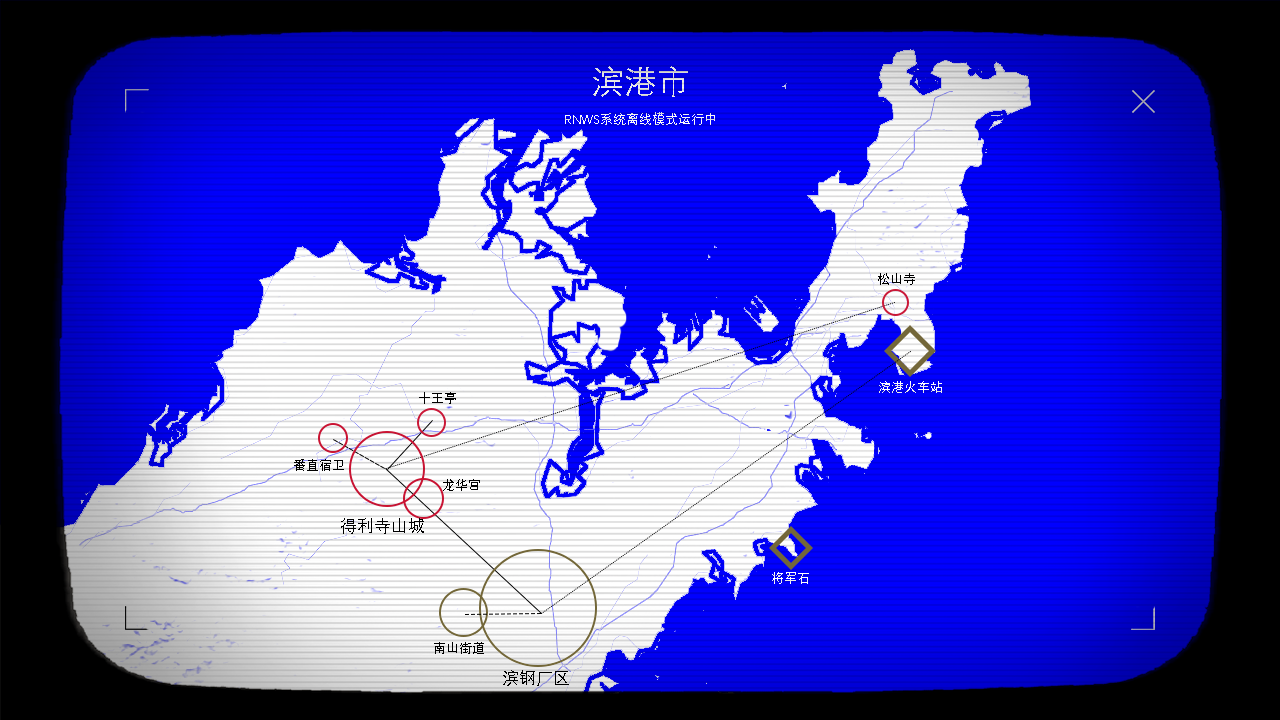 滨港市
RNWS系统离线模式运行中
松山寺
滨港火车站
十王亭
番直宿卫
龙华宫
得利寺山城
将军石
南山街道
滨钢厂区